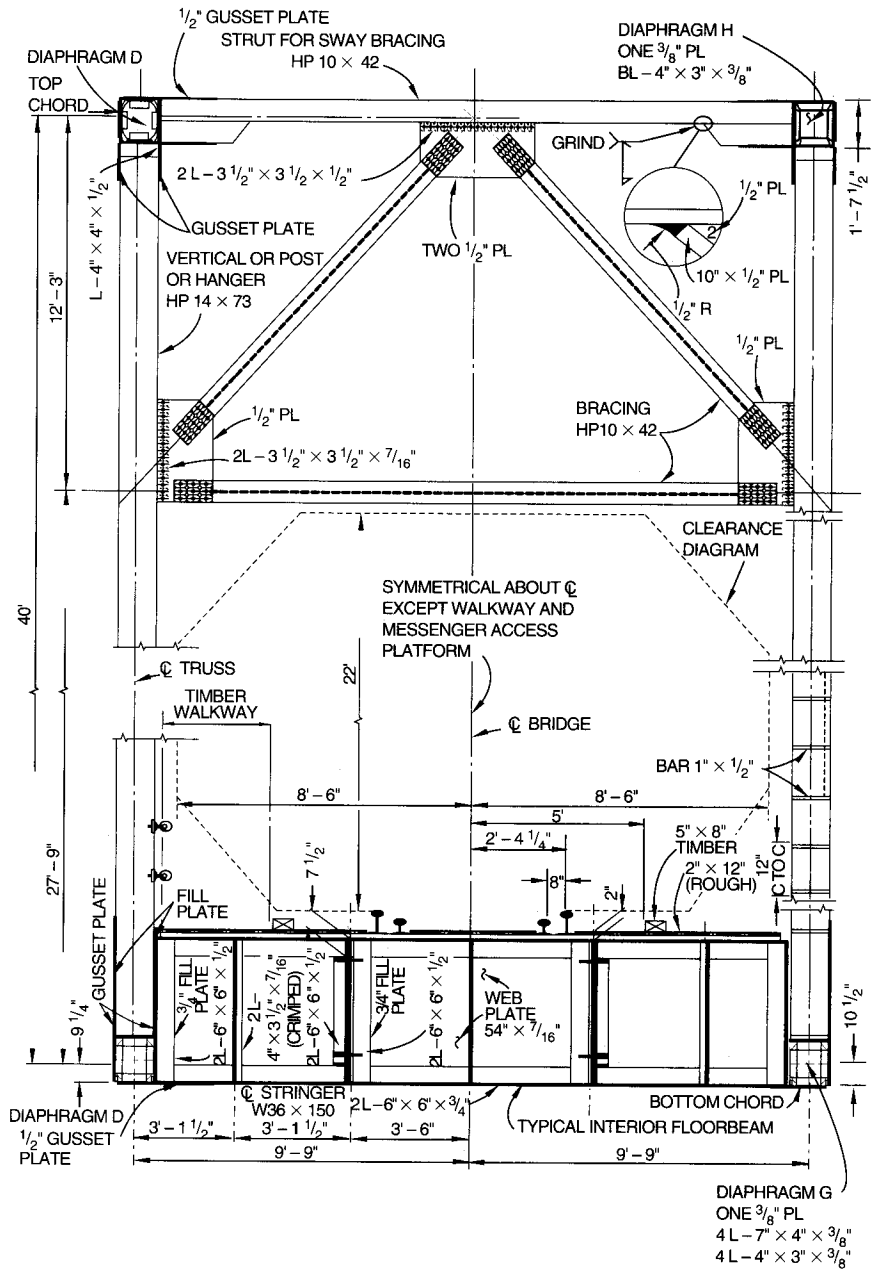 1/2" GUSSET PLATE
STRUT FOR SWAY BRACING
HP 10 × 42
DIAPHRAGM D
TOP
CHORD
DIAPHRAGM H
ONE 3/8" PL
BL – 4" × 3" × 3/8"
GRIND
2 L – 3 1/2" × 3 1/2 × 1/2"
1/2" PL
1' – 7 1/2"
L – 4" × 4" × 1/2"
GUSSET PLATE
TWO 1/2" PL
2
VERTICAL OR POST
OR HANGER
HP 14 × 73
10" × 1/2" PL
1/2" R
12' – 3"
1/2" PL
1/2" PL
BRACING
HP10 × 42
2L – 3 1/2" × 3 1/2" × 7/16"
CLEARANCE
DIAGRAM
SYMMETRICAL ABOUT ℄
EXCEPT WALKWAY AND
MESSENGER ACCESS
PLATFORM
40'
22'
℄ TRUSS
TIMBER
WALKWAY
℄ BRIDGE
BAR 1" × 1/2"
8' – 6"
8' – 6"
5'
2' – 4 1/4"
5" × 8"
TIMBER
2" × 12"
(ROUGH)
12"
C TO C
27' – 9"
7 1/2"
8"
2"
FILL
PLATE
GUSSET PLATE
3/4" FILL
PLATE
2L – 6" × 6" × 1/2"
2L –
4" × 3 1/2" × 7/16"
(CRIMPED)
2L – 6" × 6" × 1/2"
3/4" FILL
PLATE
2L – 6" × 6" × 1/2"
WEB
PLATE
54" × 7/16"
9 1/4"
10 1/2"
℄ STRINGER
W36 × 150
2L – 6" × 6" × 3/4
BOTTOM CHORD
TYPICAL INTERIOR FLOORBEAM
DIAPHRAGM D
1/2" GUSSET
PLATE
3' – 1 1/2"
3' – 1 1/2"
3' – 6"
9' – 9"
9' – 9"
DIAPHRAGM G
ONE 3/8" PL
4 L – 7" × 4" × 3/8"
4 L – 4" × 3" × 3/8"